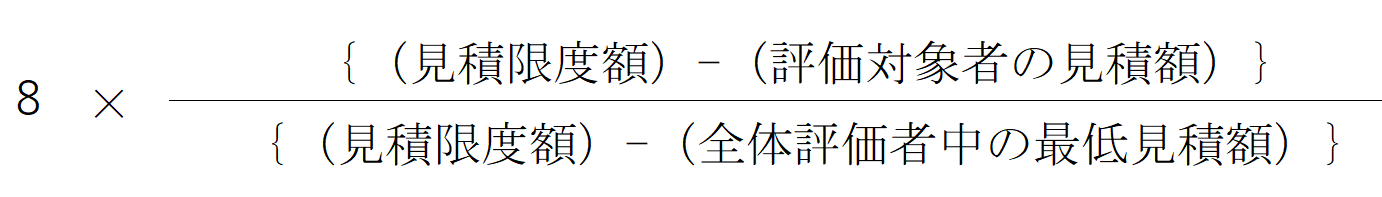 {（見積限度額）－（評価対象者の見積額）}
8 ×
{（見積限度額）－（全体評価者中の最低見積額）}